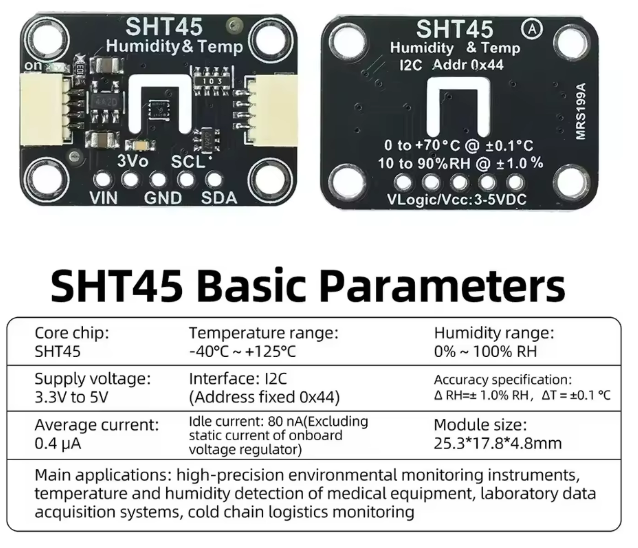 SHT45
Humidity & Temp
on
103
3Vo
SCL
VIN
GND
SDA
SHT45
A
Humidity & Temp
I2C Addr 0x44
MRS199A
0 to +70°C @ ±0.1°C
10 to 90%RH @ ±1.0%
VLogic/Vcc:3-5VDC
SHT45 Basic Parameters
Core chip:
SHT45
Temperature range:
-40℃ ~ +125℃
Humidity range:
0% ~ 100% RH
Supply voltage:
3.3V to 5V
Interface: I2C
(Address fixed 0x44)
Accuracy specification:
Δ RH=± 1.0% RH, ΔT = ±0.1 ℃
Average current:
0.4 μA
Idle current: 80 nA(Excluding
static current of onboard
voltage regulator)
Module size:
25.3*17.8*4.8mm
Main applications: high-precision environmental monitoring instruments,
temperature and humidity detection of medical equipment, laboratory data
acquisition systems, cold chain logistics monitoring